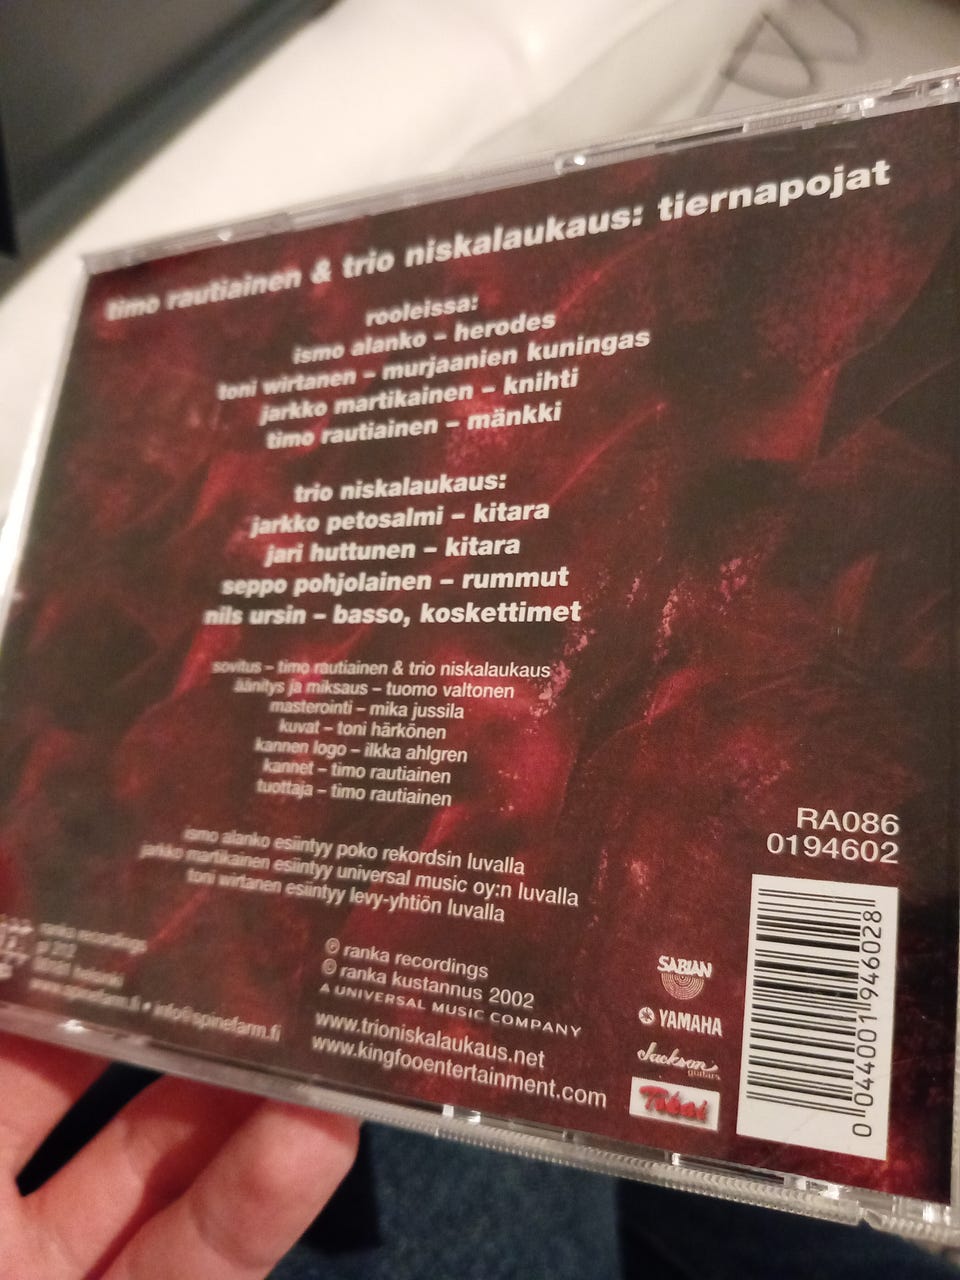 timo rautiainen & trio niskalaukaus: tiernapojat
rooleissa:
ismo alanko – herodes
toni wirtanen – murjaanien kuningas
jarkko martikainen – knihti
timo rautiainen – mänkki
trio niskalaukaus:
jarkko petosalmi – kitara
jari huttunen – kitara
seppo pohjolainen – rummut
nils ursin – basso, koskettimet
sovitus – timo rautiainen & trio niskalaukaus
äänitys ja miksaus – tuomo valtonen
masterointi – mika jussila
kuvat – toni härkönen
kannen logo – ilkka ahlgren
kannet – timo rautiainen
tuottaja – timo rautiainen
ismo alanko esiintyy poko rekordsin luvalla
jarkko martikainen esiintyy universal music oy:n luvalla
toni wirtanen esiintyy levy-yhtiön luvalla
RA086
0194602
ranka recordings
helsinki
www.spinefarm.fi • info@spinefarm.fi
℗ ranka recordings
© ranka kustannus 2002
A UNIVERSAL MUSIC COMPANY
www.trioniskalaukaus.net
www.kingfooentertainment.com
SABIAN
YAMAHA
Jackson
guitars
Tokai
0 044001 946028